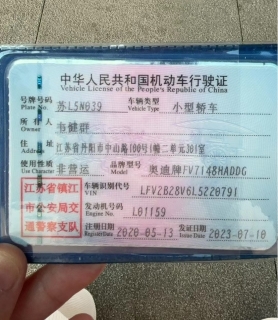 中华人民共和国机动车行驶证
Vehicle License of the People's Republic of China
号牌号码 苏L5N039 车辆类型 小型轿车
Plate No. Vehicle Type
所有人 韦健群
Owner
住址 江苏省丹阳市中山路180号1幢二单元301室
Address
使用性质 非营运 品牌型号 奥迪牌FV7148HADDG
Use Character Model
江苏省镇江
市公安局交
通警察支队
车辆识别代号 LFV2B28V6L5220791
VIN
发动机号码 L01159
Engine No.
注册日期 2020-05-13 发证日期 2023-07-10
Register Date Issue Date